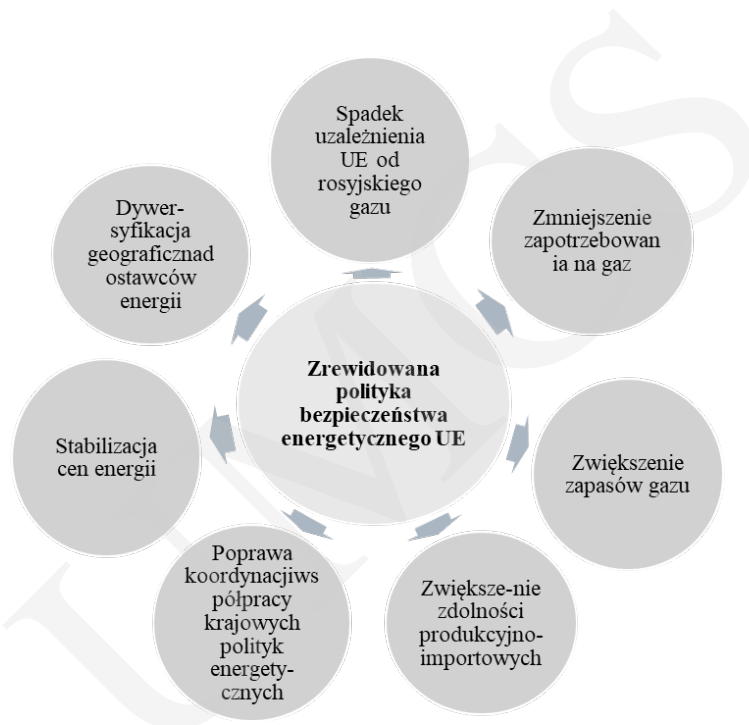 Spadek
uzależnienia
UE od
rosyjskiego
gazu
Zmniejszenie
zapotrzebowan
ia na gaz
Zwiększenie
zapasów gazu
Zwiększe-nie
zdolności
produkcyjno-
importowych
Poprawa
koordynacjiws
półpracy
krajowych
polityk
energety-
cznych
Stabilizacja
cen energii
Dywer-
syfikacja
geograficznad
ostawców
energii
Zrewidowana
polityka
bezpieczeństwa
energetycznego UE
UMCS